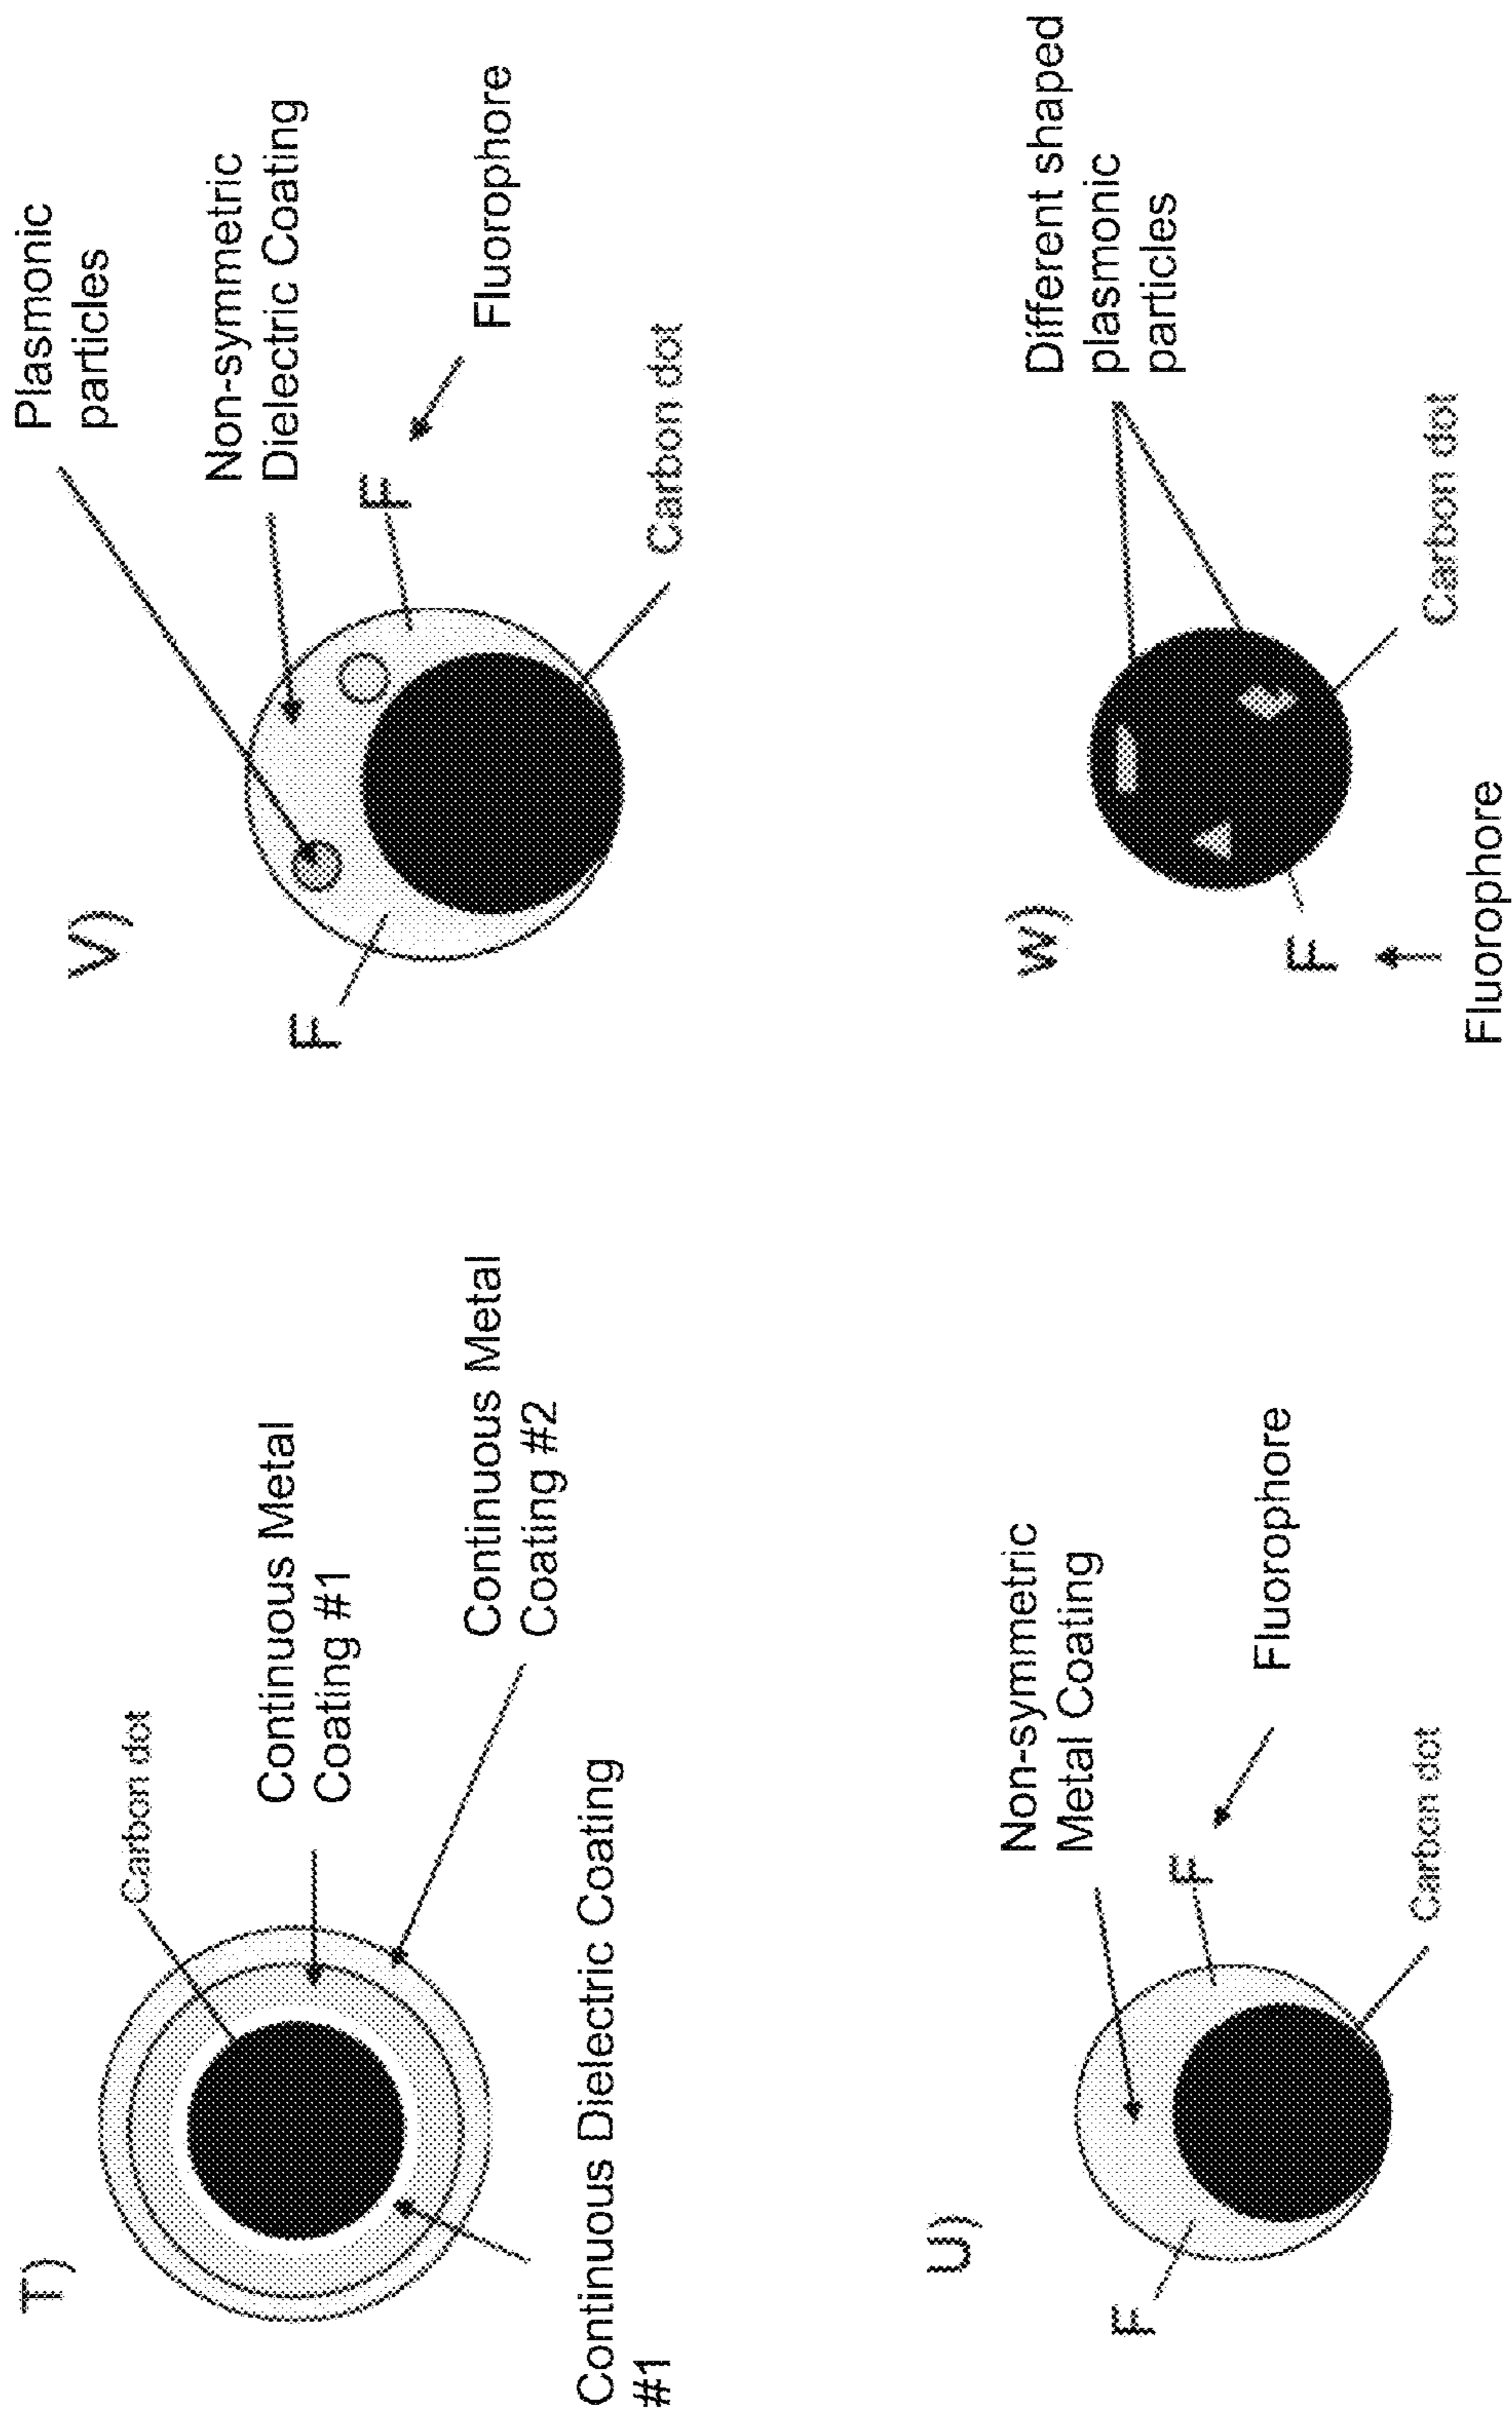 T)
Carbon dot
Continuous Metal
Coating #1
Continuous Metal
Coating #2
Continuous Dielectric Coating
#1
U)
Non-symmetric
Metal Coating
F
F
Fluorophore
Carbon dot
V)
Plasmonic
particles
Non-symmetric
Dielectric Coating
F
F
Fluorophore
Carbon dot
W)
Different shaped
plasmonic
particles
F
Fluorophore
Carbon dot